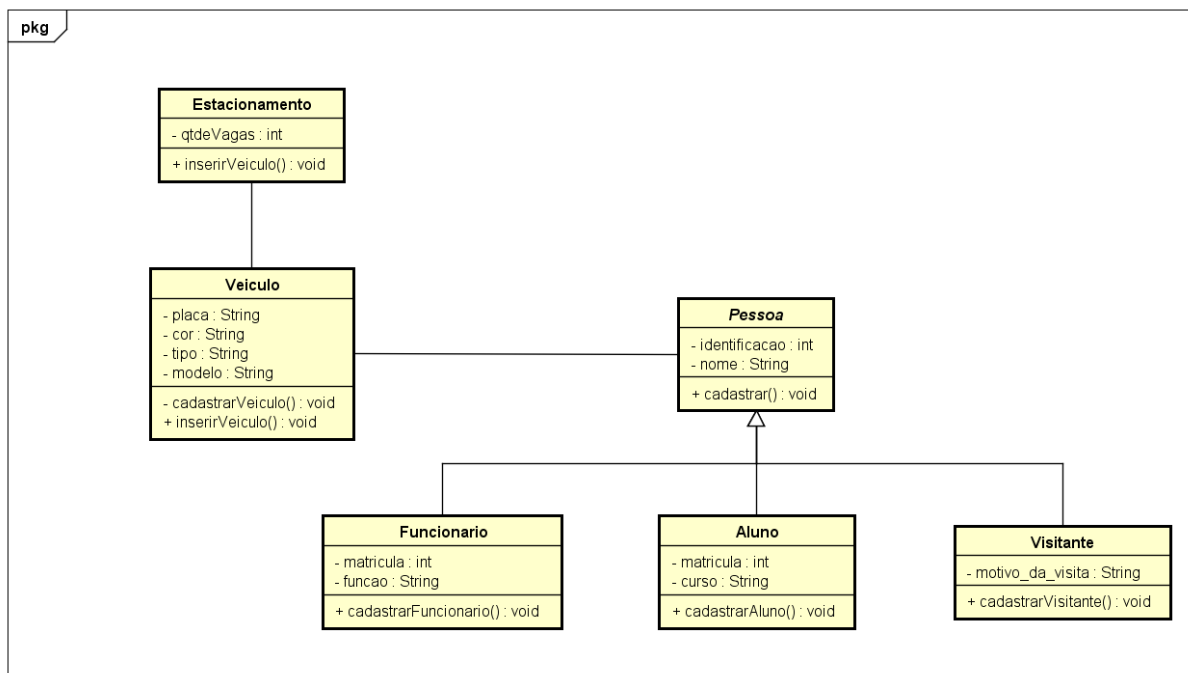 pkg
Estacionamento
- qtdeVagas : int
+ inserirVeiculo() : void
Veiculo
- placa : String
- cor : String
- tipo : String
- modelo : String
- cadastrarVeiculo() : void
+ inserirVeiculo() : void
Pessoa
- identificacao : int
- nome : String
+ cadastrar() : void
Funcionario
- matricula : int
- funcao : String
+ cadastrarFuncionario() : void
Aluno
- matricula : int
- curso : String
+ cadastrarAluno() : void
Visitante
- motivo_da_visita : String
+ cadastrarVisitante() : void